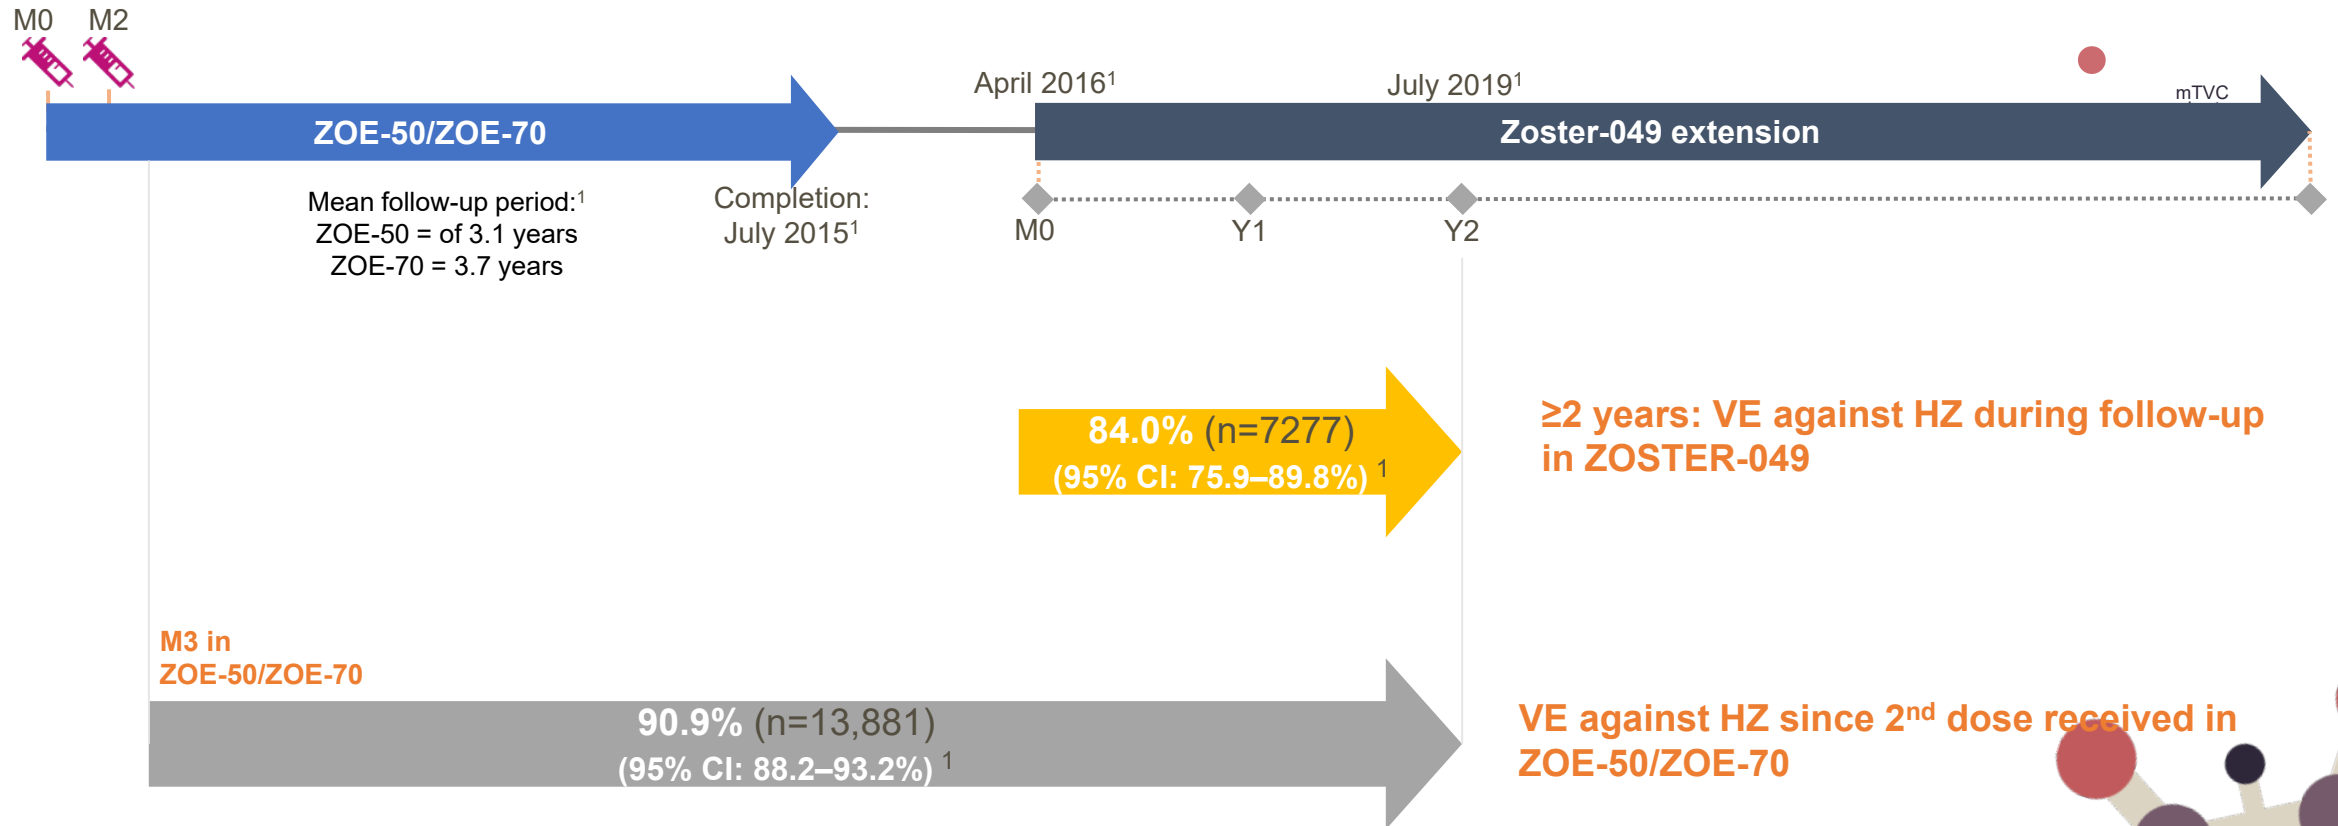 M0 M2
April 2016¹
July 2019¹
mTVC
ZOE-50/ZOE-70
Zoster-049 extension
Mean follow-up period:¹
ZOE-50 = of 3.1 years
ZOE-70 = 3.7 years
Completion:
July 2015¹
M0
Y1
Y2
84.0% (n=7277)
(95% CI: 75.9–89.8%) ¹
≥2 years: VE against HZ during follow-up
in ZOSTER-049
M3 in
ZOE-50/ZOE-70
90.9% (n=13,881)
(95% CI: 88.2–93.2%) ¹
VE against HZ since 2ⁿᵈ dose received in
ZOE-50/ZOE-70